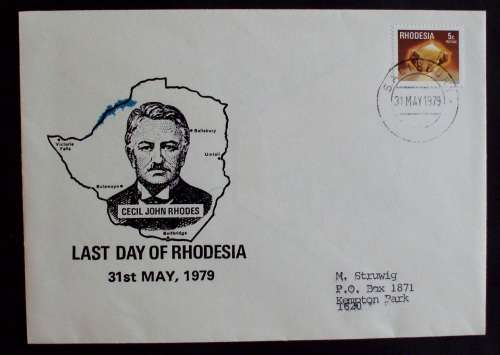 RHODESIA 5c
SALISBURY
31 MAY 1979
Salisbury
Victoria
Falls
Umtali
Bulawayo
CECIL JOHN RHODES
Beitbridge
LAST DAY OF RHODESIA
31st MAY, 1979
M. Struwig
P.O. Box 1871
Kempton Park
1620